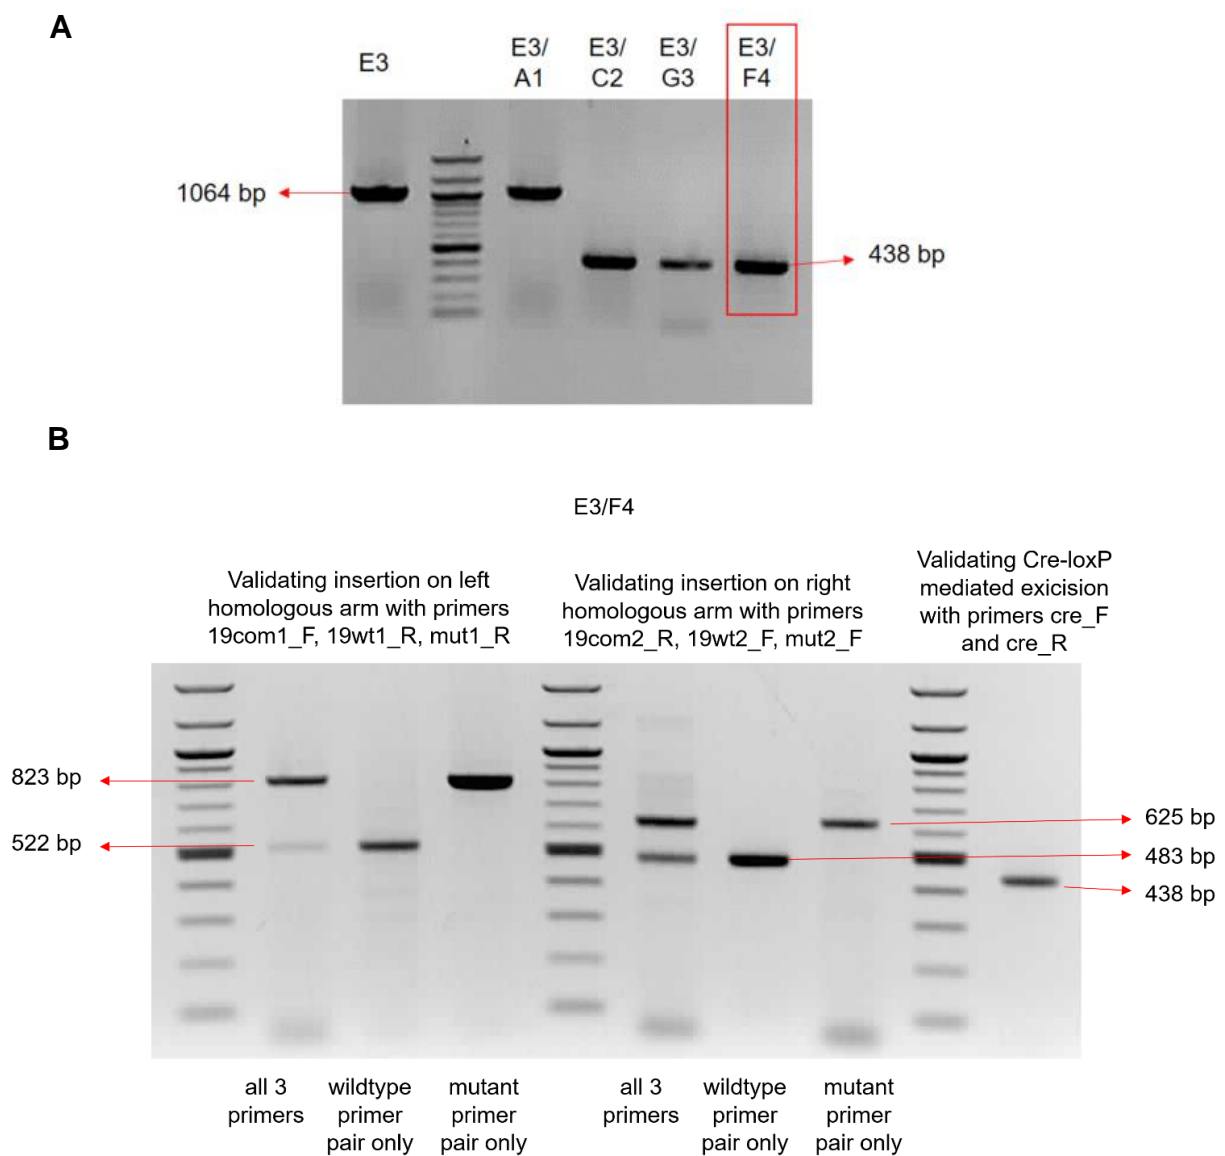 A
E3
E3/
A1
E3/
C2
E3/
G3
E3/
F4
1064 bp
438 bp
B
E3/F4
Validating insertion on left
homologous arm with primers
19com1_F, 19wt1_R, mut1_R
Validating insertion on right
homologous arm with primers
19com2_R, 19wt2_F, mut2_F
Validating Cre-loxP
mediated exicision
with primers cre_F
and cre_R
823 bp
522 bp
625 bp
483 bp
438 bp
all 3
primers
wildtype
primer
pair only
mutant
primer
pair only
all 3
primers
wildtype
primer
pair only
mutant
primer
pair only